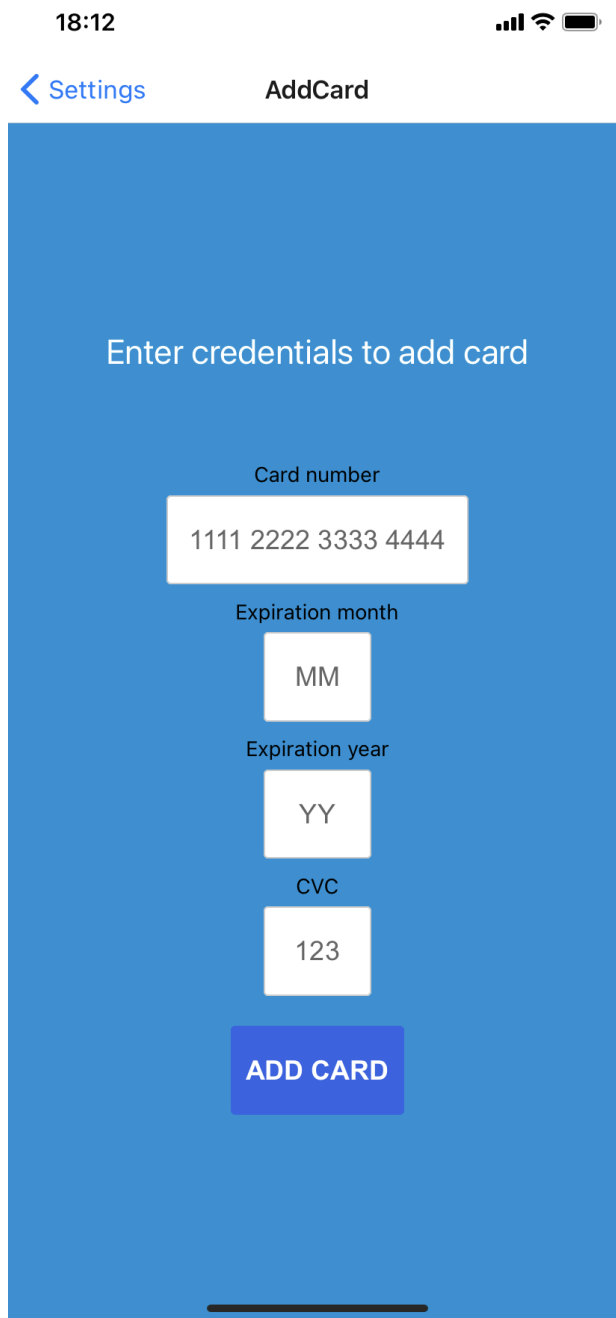 18:12
Settings
AddCard
Enter credentials to add card
Card number
1111 2222 3333 4444
Expiration month
MM
Expiration year
YY
CVC
123
ADD CARD